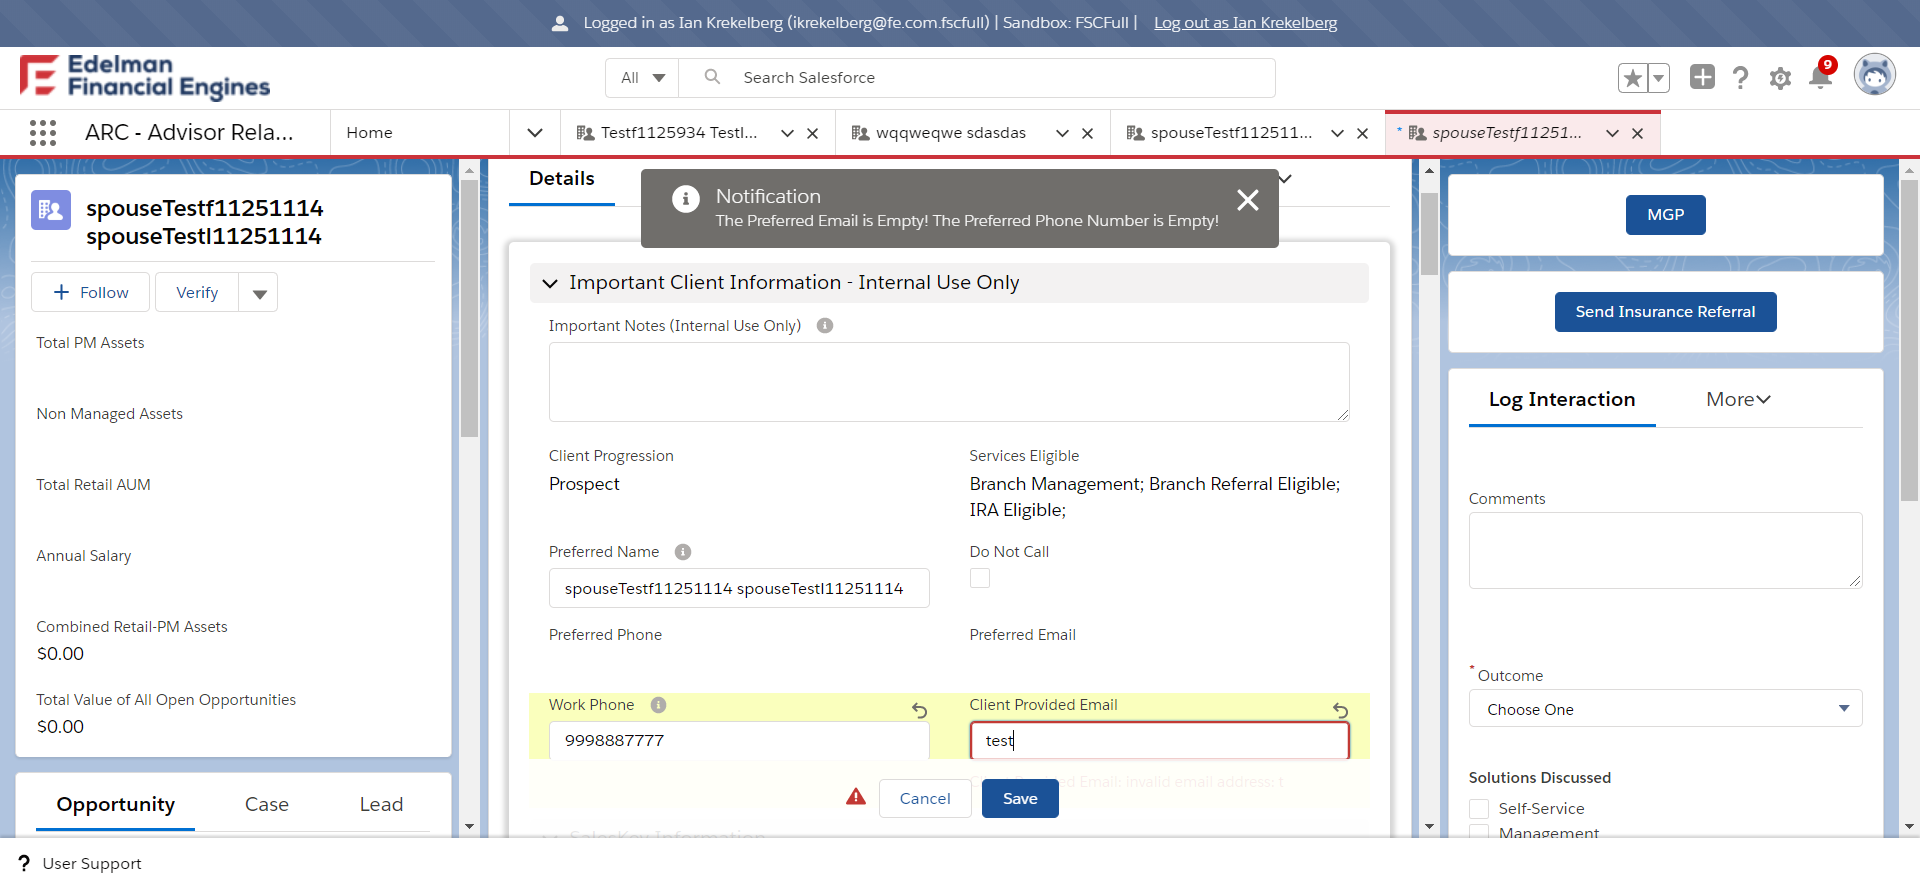 Logged in as Ian Krekelberg (ikrekelberg@fe.com.fscfull) | Sandbox: FSCFull | Log out as Ian Krekelberg
Edelman
Financial Engines
All
Search Salesforce
9
ARC - Advisor Rela...
Home
Testf1125934 Testl...
wqqweqwe sdasdas
spouseTestf112511...
* spouseTestf11251...
spouseTestf11251114
spouseTestl11251114
Follow
Verify
Total PM Assets
Non Managed Assets
Total Retail AUM
Annual Salary
Combined Retail-PM Assets
$0.00
Total Value of All Open Opportunities
$0.00
Opportunity
Case
Lead
Details
Notification
The Preferred Email is Empty! The Preferred Phone Number is Empty!
Important Client Information - Internal Use Only
Important Notes (Internal Use Only)
Client Progression
Prospect
Services Eligible
Branch Management; Branch Referral Eligible;
IRA Eligible;
Preferred Name
spouseTestf11251114 spouseTestl11251114
Do Not Call
Preferred Phone
Preferred Email
Work Phone
9998887777
Client Provided Email
test
ed Email: invalid email address: t
Cancel
Save
SalesKey Information
MGP
Send Insurance Referral
Log Interaction
More
Comments
* Outcome
Choose One
Solutions Discussed
Self-Service
Management
? User Support